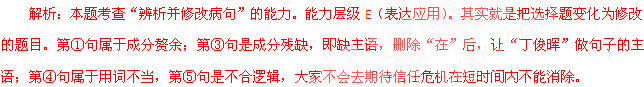 解析：本题考查“辨析并修改病句”的能力。能力层级 E（表达应用）。其实就是把选择题变化为修改
的题目。第①句属于成分赘余；第③句是成分残缺，即缺主语，删除“在”后，让“丁俊晖”做句子的主
语；第④句属于用词不当，第⑤句是不合逻辑，大家不会去期待信任危机在短时间内不能消除。